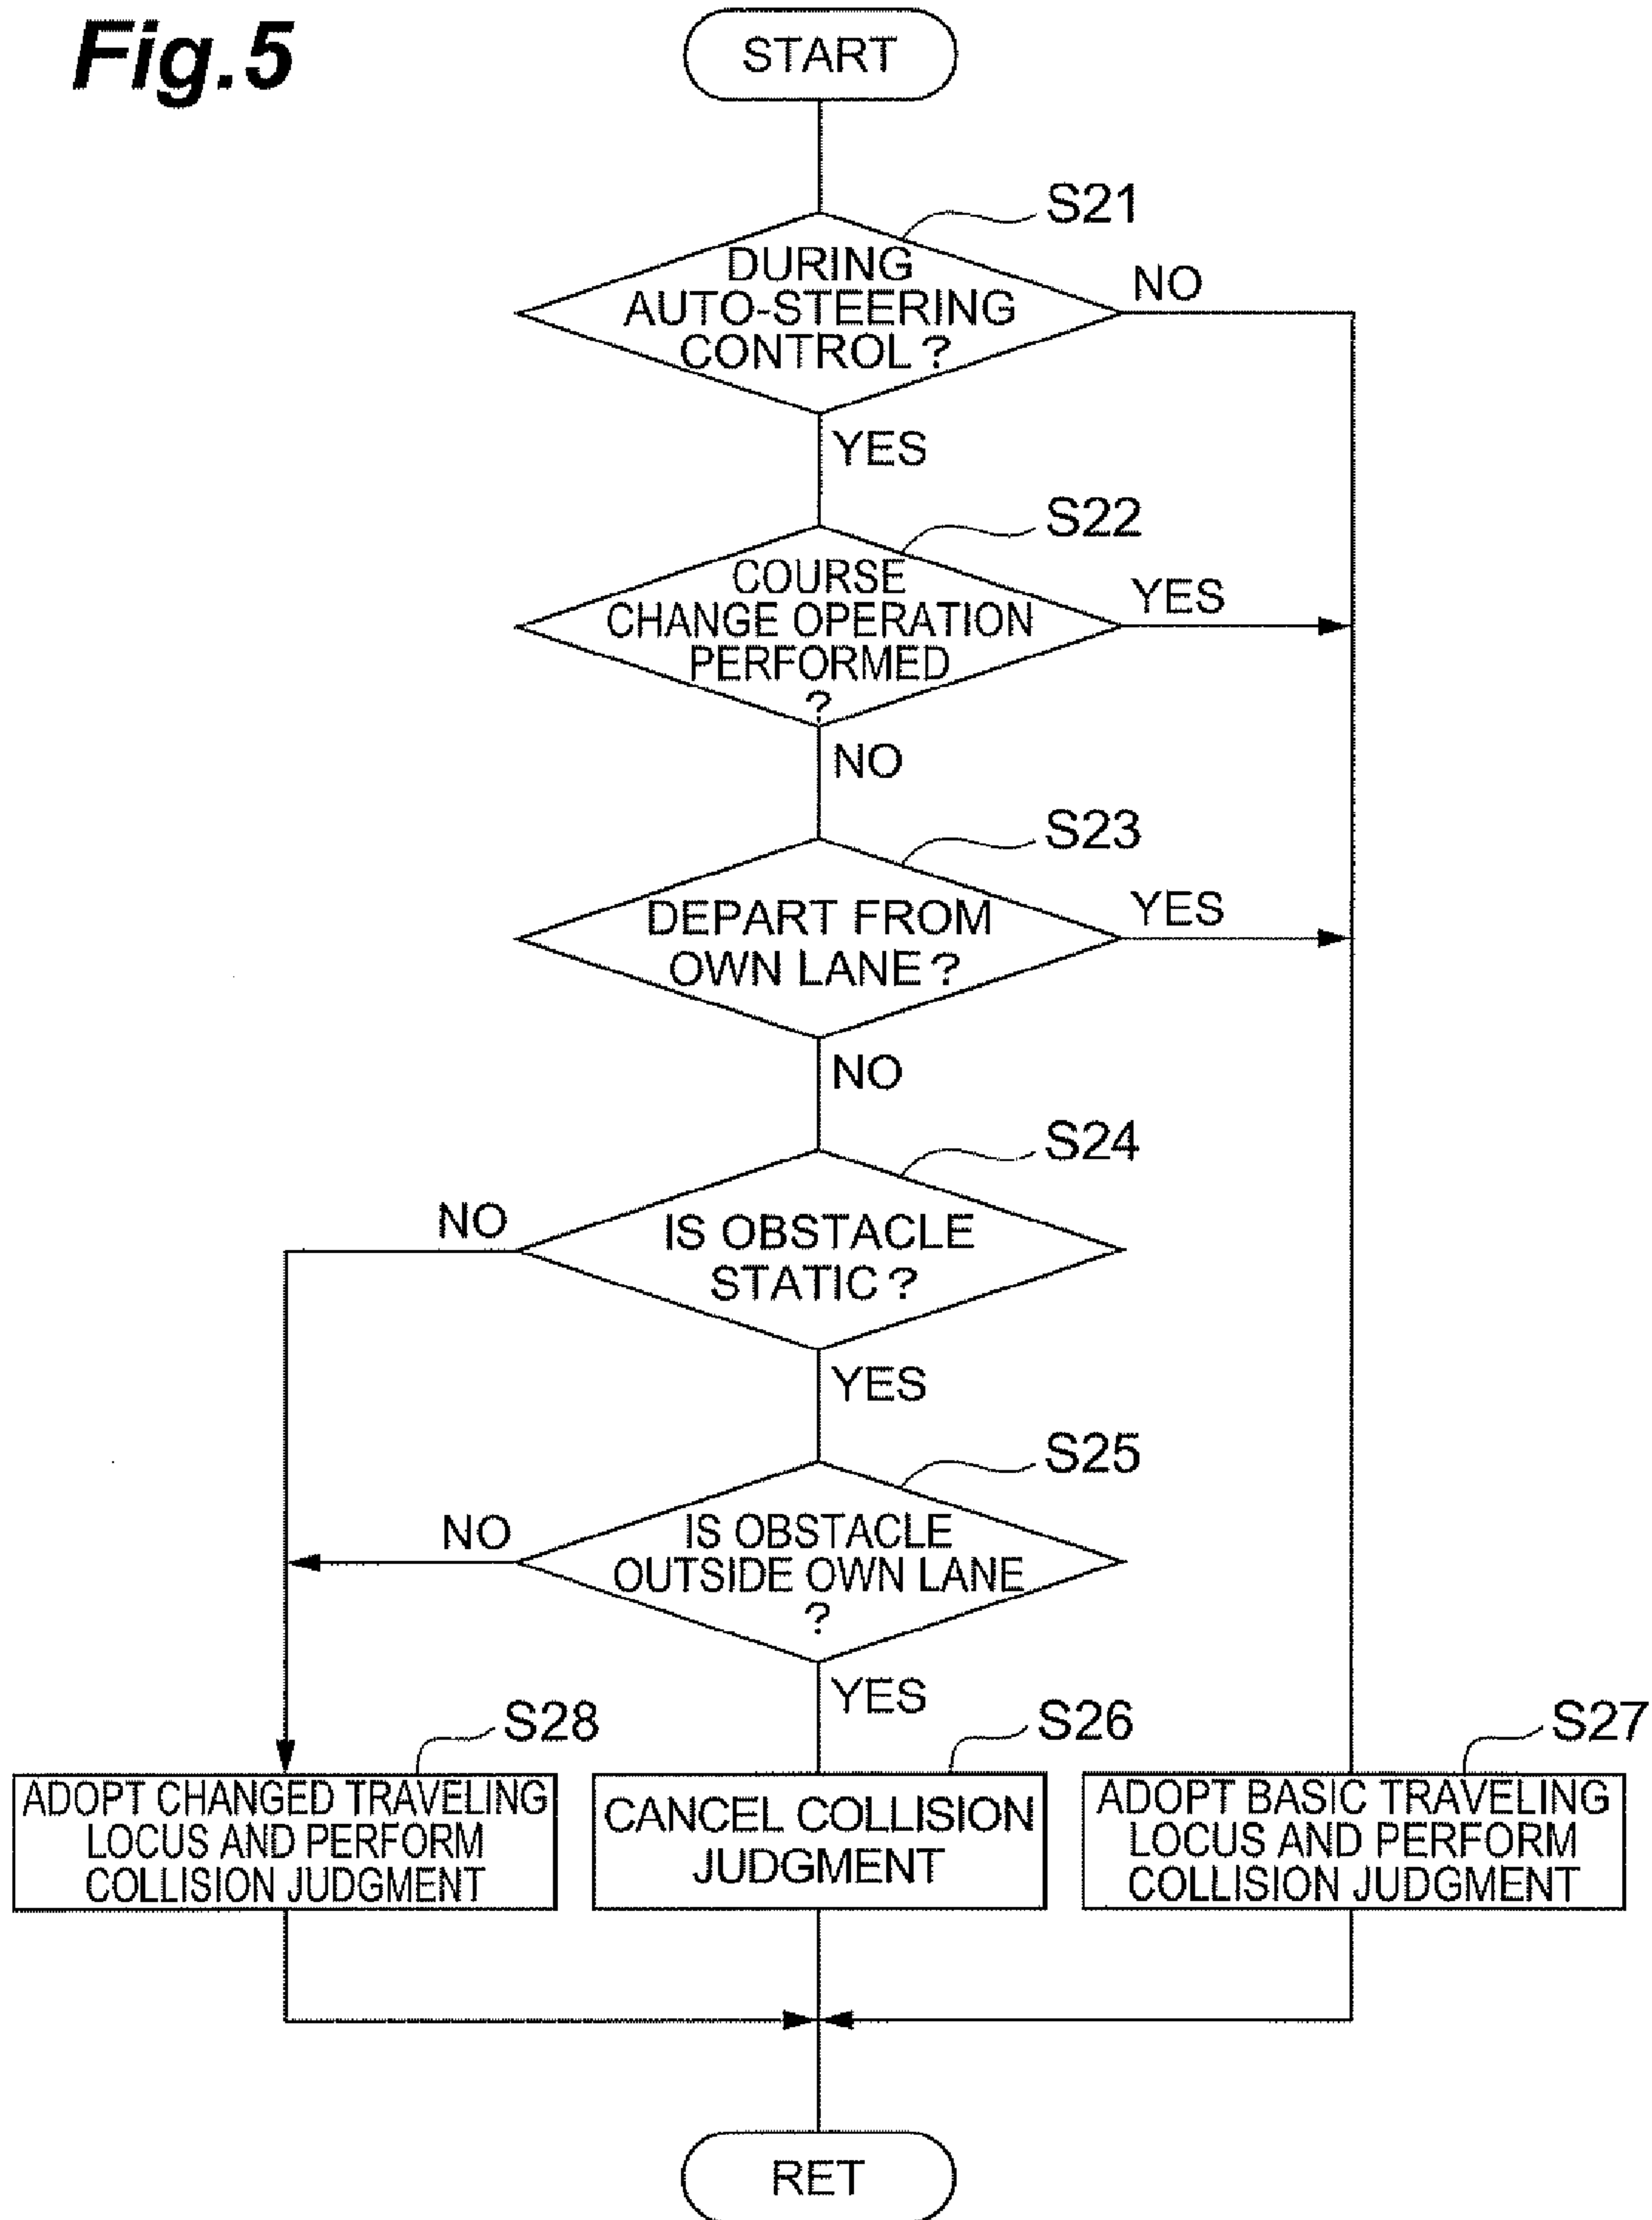 Fig.5
START
S21
DURING
AUTO-STEERING
CONTROL?
NO
YES
S22
COURSE
CHANGE OPERATION
PERFORMED
?
YES
NO
S23
DEPART FROM
OWN LANE?
YES
NO
S24
NO
IS OBSTACLE
STATIC?
YES
S25
NO
IS OBSTACLE
OUTSIDE OWN LANE
?
YES
S28
S26
S27
ADOPT CHANGED TRAVELING
LOCUS AND PERFORM
COLLISION JUDGMENT
CANCEL COLLISION
JUDGMENT
ADOPT BASIC TRAVELING
LOCUS AND PERFORM
COLLISION JUDGMENT
RET